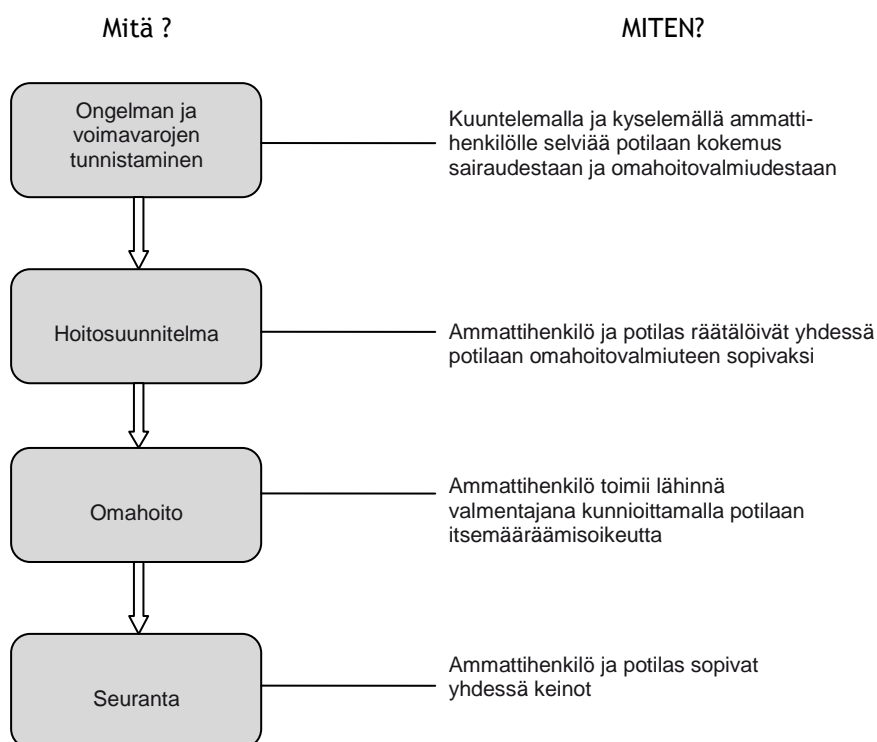 Mitä ?
MITEN?
Ongelman ja
voimavarojen
tunnistaminen
Kuuntelemalla ja kyselemällä ammatti-
henkilölle selviää potilaan kokemus
sairaudestaan ja omahoitovalmiudestaan
Hoitosuunnitelma
Ammattihenkilö ja potilas räätälöivät yhdessä
potilaan omahoitovalmiuteen sopivaksi
Omahoito
Ammattihenkilö toimii lähinnä
valmentajana kunnioittamalla potilaan
itsemääräämisoikeutta
Seuranta
Ammattihenkilö ja potilas sopivat
yhdessä keinot